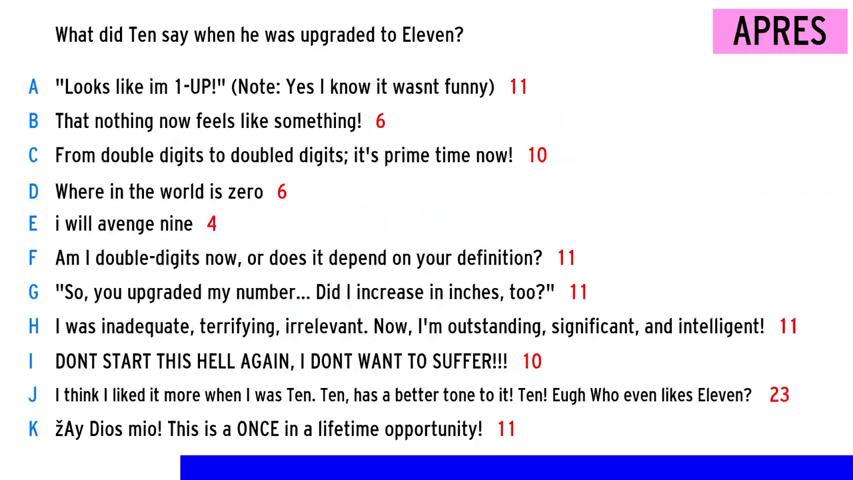 What did Ten say when he was upgraded to Eleven?
APRES
A "Looks like im 1-UP!" (Note: Yes I know it wasnt funny) 11
B That nothing now feels like something! 6
C From double digits to doubled digits; it's prime time now! 10
D Where in the world is zero 6
E i will avenge nine 4
F Am I double-digits now, or does it depend on your definition? 11
G "So, you upgraded my number... Did I increase in inches, too?" 11
H I was inadequate, terrifying, irrelevant. Now, I'm outstanding, significant, and intelligent! 11
I DONT START THIS HELL AGAIN, I DONT WANT TO SUFFER!!! 10
J I think I liked it more when I was Ten. Ten, has a better tone to it! Ten! Eugh Who even likes Eleven? 23
K žAy Dios mio! This is a ONCE in a lifetime opportunity! 11